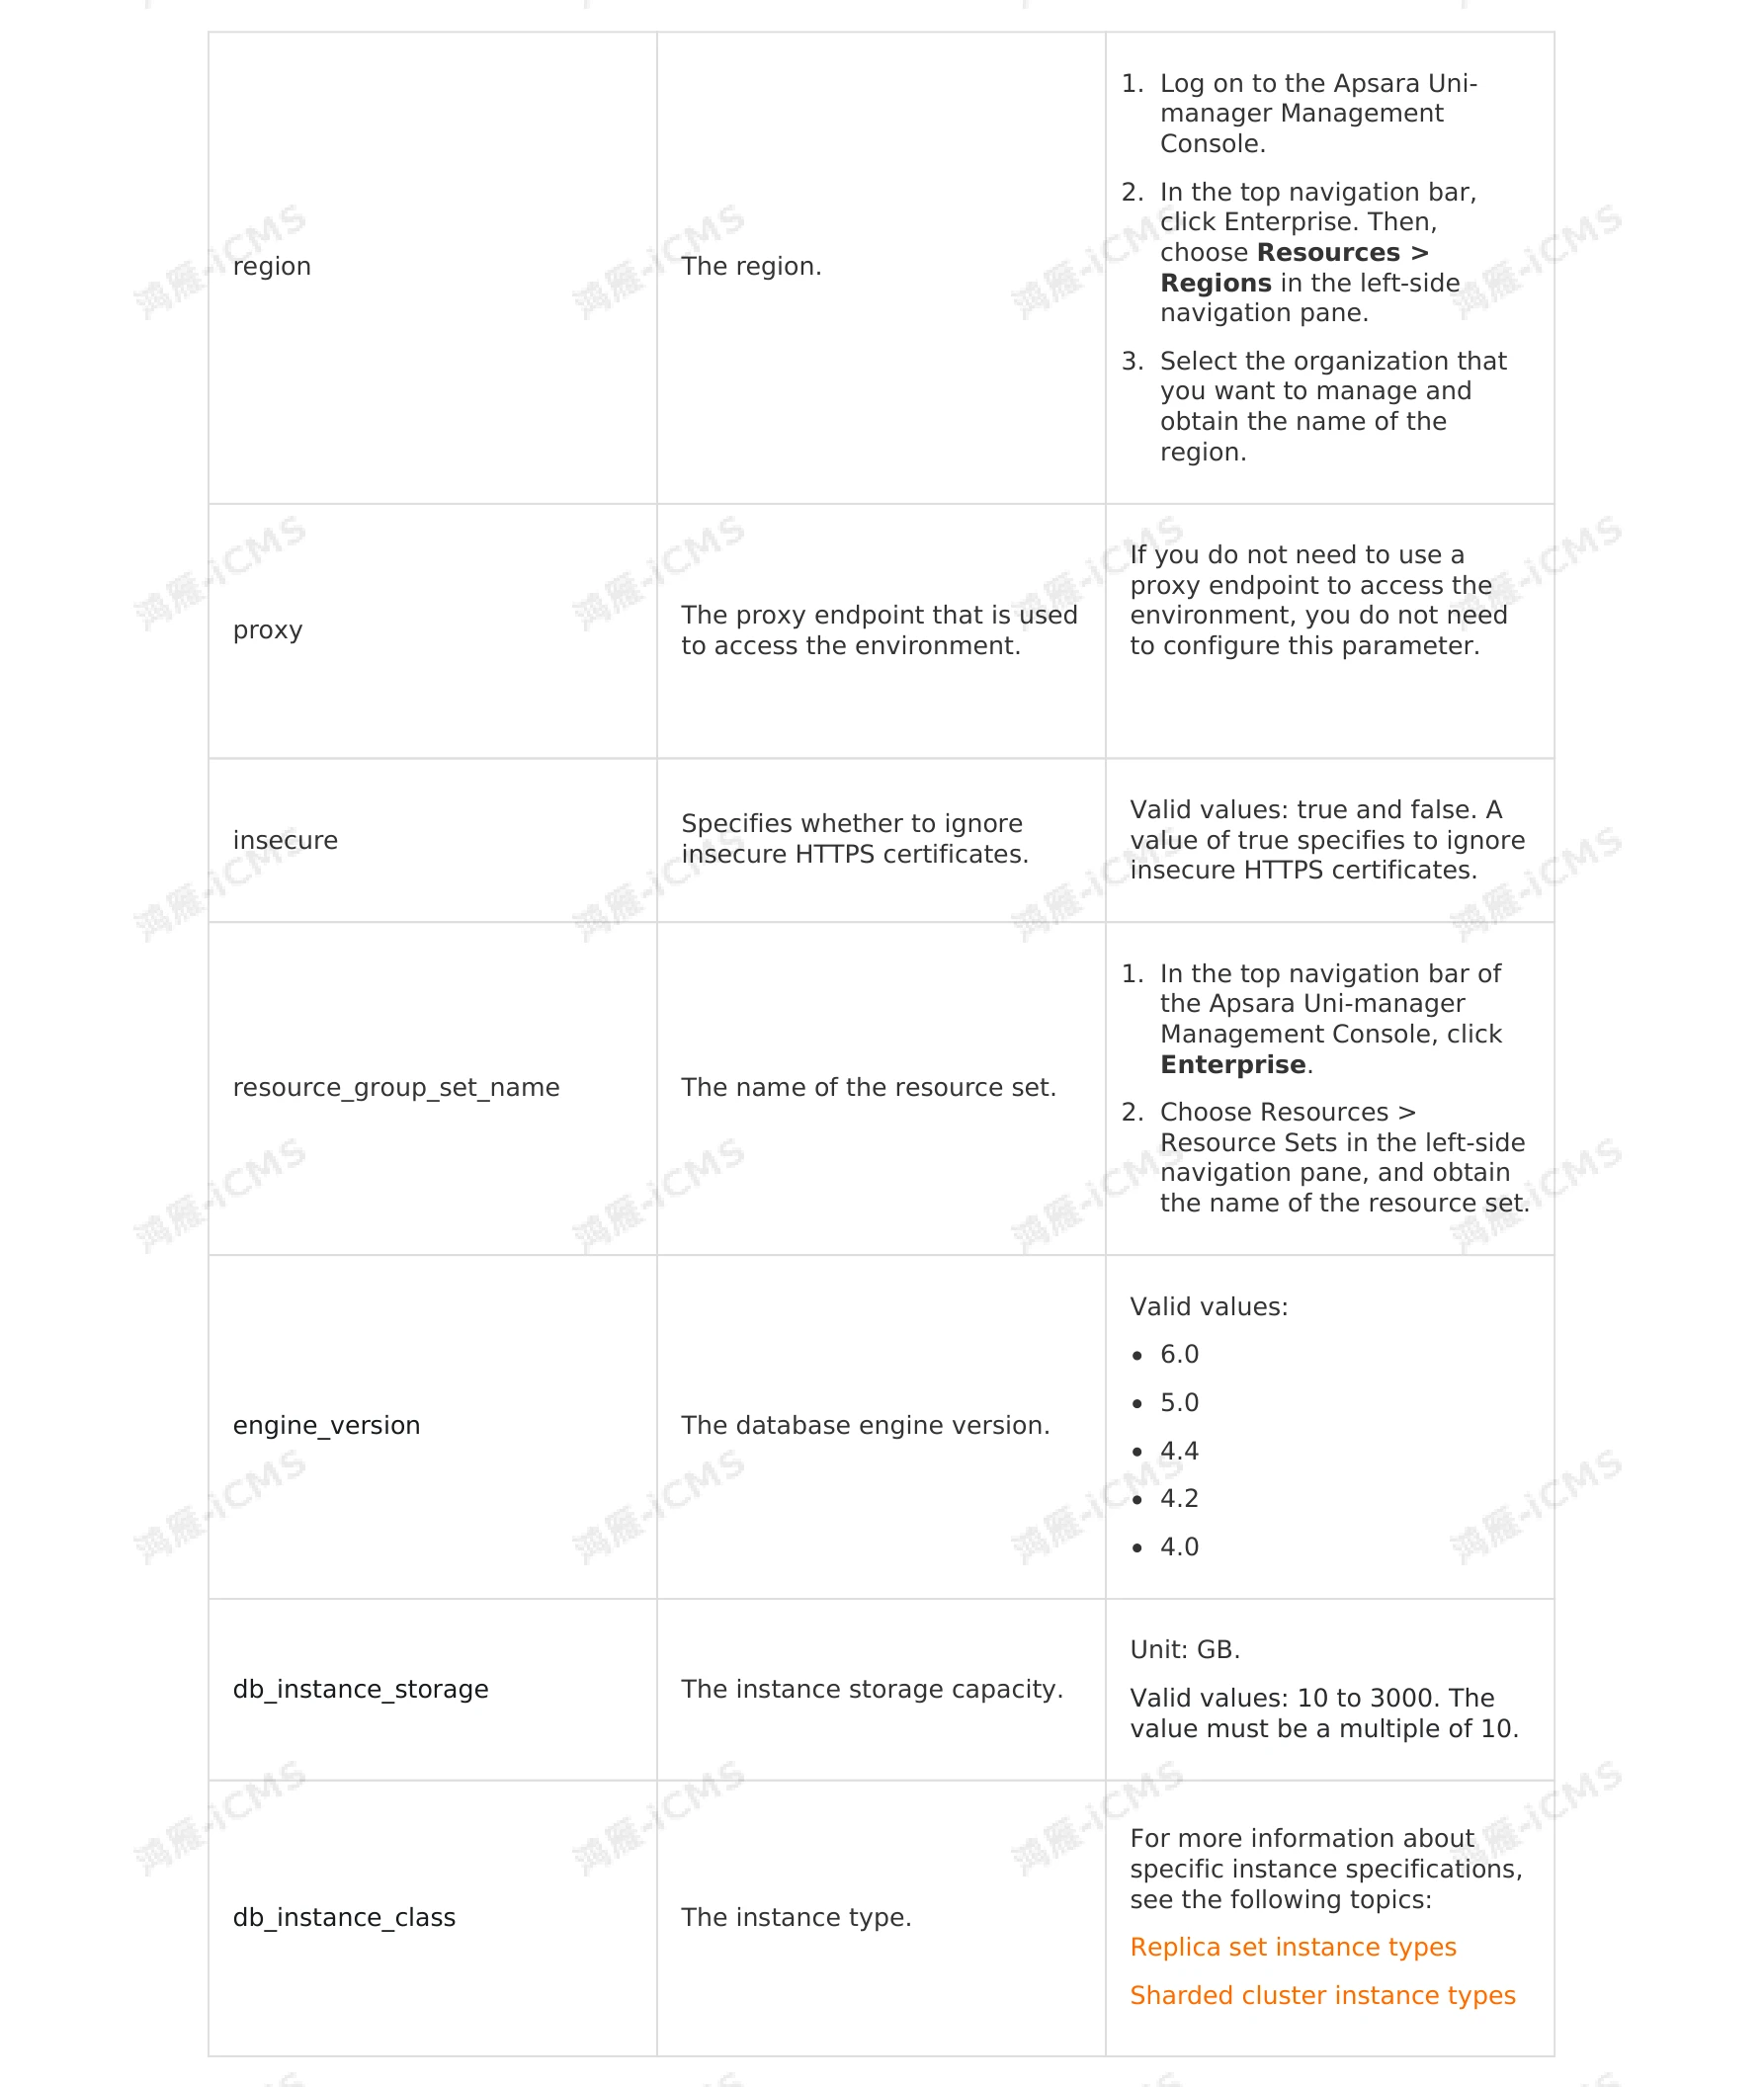 region
The region.
1. Log on to the Apsara Uni-
manager Management
Console.
2. In the top navigation bar,
click Enterprise. Then,
choose Resources >
Regions in the left-side
navigation pane.
3. Select the organization that
you want to manage and
obtain the name of the
region.
proxy
The proxy endpoint that is used
to access the environment.
If you do not need to use a
proxy endpoint to access the
environment, you do not need
to configure this parameter.
insecure
Specifies whether to ignore
insecure HTTPS certificates.
Valid values: true and false. A
value of true specifies to ignore
insecure HTTPS certificates.
resource_group_set_name
The name of the resource set.
1. In the top navigation bar of
the Apsara Uni-manager
Management Console, click
Enterprise.
2. Choose Resources >
Resource Sets in the left-side
navigation pane, and obtain
the name of the resource set.
engine_version
The database engine version.
Valid values:
• 6.0
• 5.0
• 4.4
• 4.2
• 4.0
db_instance_storage
The instance storage capacity.
Unit: GB.
Valid values: 10 to 3000. The
value must be a multiple of 10.
db_instance_class
The instance type.
For more information about
specific instance specifications,
see the following topics:
Replica set instance types
Sharded cluster instance types
鸿雁-iCMS